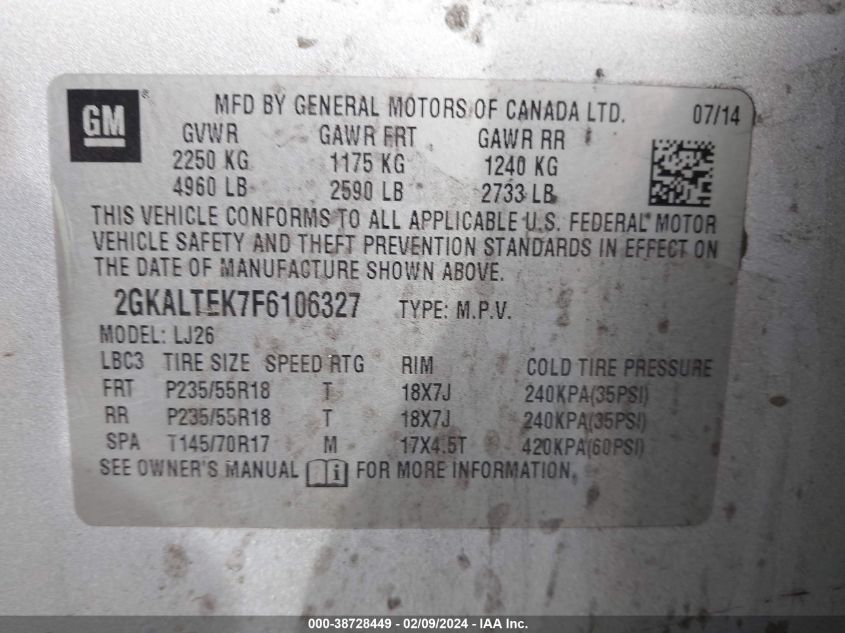 GM ®
MFD BY GENERAL MOTORS OF CANADA LTD. 07/14
GVWR GAWR FRT GAWR RR
2250 KG 1175 KG 1240 KG
4960 LB 2590 LB 2733 LB
THIS VEHICLE CONFORMS TO ALL APPLICABLE U.S. FEDERAL MOTOR
VEHICLE SAFETY AND THEFT PREVENTION STANDARDS IN EFFECT ON
THE DATE OF MANUFACTURE SHOWN ABOVE.
2GKALTEK7F6106327 TYPE: M.P.V.
MODEL: LJ26
LBC3 TIRE SIZE SPEED RTG RIM COLD TIRE PRESSURE
FRT P235/55R18 T 18X7J 240KPA(35PSI)
RR P235/55R18 T 18X7J 240KPA(35PSI)
SPA T145/70R17 M 17X4.5T 420KPA(60PSI)
SEE OWNER'S MANUAL i FOR MORE INFORMATION.
000-38728449 - 02/09/2024 - IAA Inc.